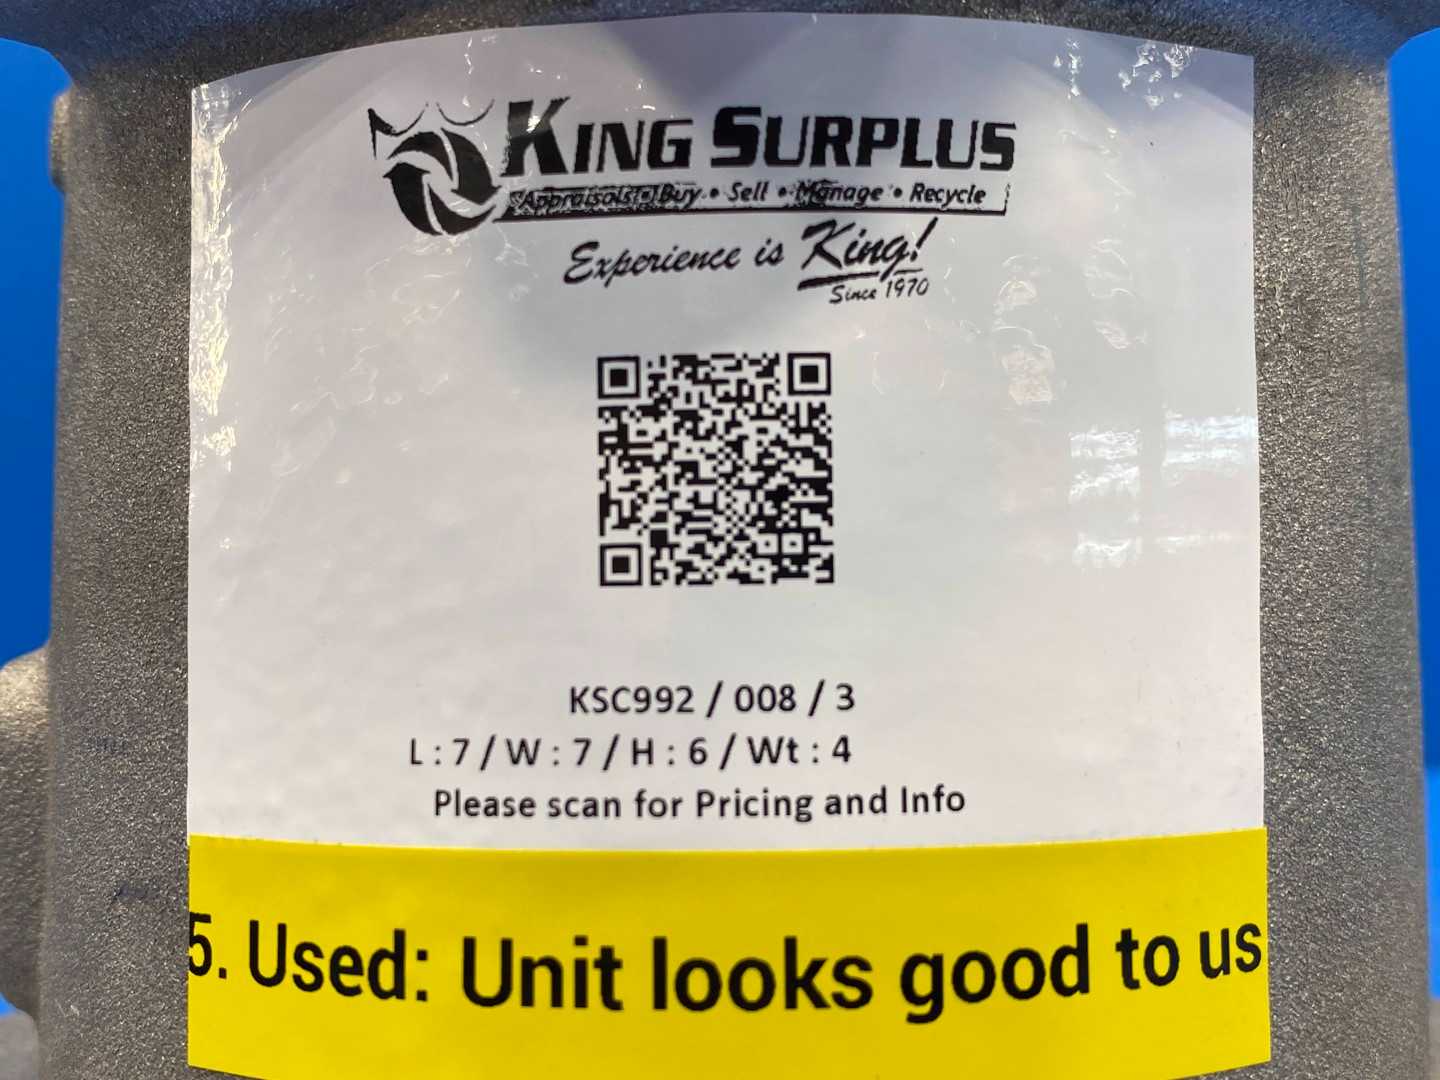 KING SURPLUS
Appraisals • Buy • Sell • Manage • Recycle
Experience is King!
Since 1970
KSC992 / 008 / 3
L : 7 / W : 7 / H : 6 / Wt : 4
Please scan for Pricing and Info
5. Used: Unit looks good to us